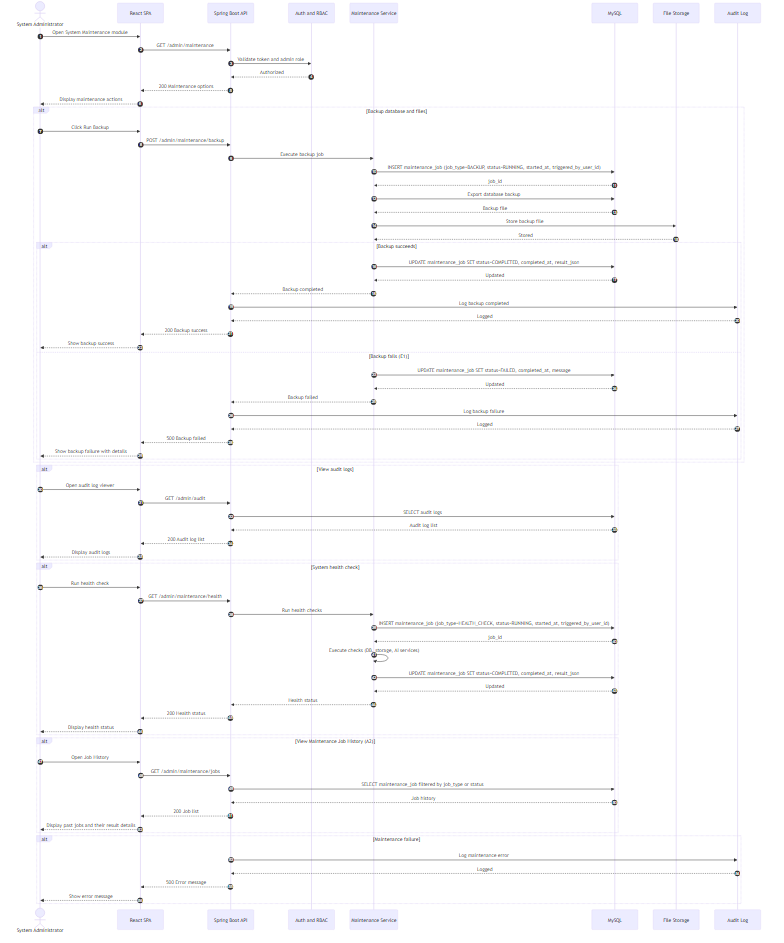 React SPA Spring Boot API Auth and RBAC Maintenance Service MySQL File Storage Audit Log
System Administrator
Open System Maintenance module
GET /admin/maintenance
Validate token and admin role
Authorized
200 Maintenance options
Display maintenance actions
alt [Backup database and files]
Click Run Backup
POST /admin/maintenance/backup
Execute backup job
INSERT maintenance_job (job_type=BACKUP, status=RUNNING, started_at, triggered_by_user_id)
job_id
Export database backup
Backup file
Store backup file
Stored
alt [Backup succeeds]
UPDATE maintenance_job SET status=COMPLETED, completed_at, result_json
Updated
Backup completed
Log backup completed
Logged
200 Backup success
Show backup success
[Backup fails (E1)]
UPDATE maintenance_job SET status=FAILED, completed_at, message
Updated
Backup failed
Log backup failure
Logged
500 Backup failed
Show backup failure with details
alt [View audit logs]
Open audit log viewer
GET /admin/audit
SELECT audit logs
Audit log list
200 Audit log list
Display audit logs
alt [System health check]
Run health check
GET /admin/maintenance/health
Run health checks
INSERT maintenance_job (job_type=HEALTH_CHECK, status=RUNNING, started_at, triggered_by_user_id)
job_id
Execute checks (DB, storage, AI services)
UPDATE maintenance_job SET status=COMPLETED, completed_at, result_json
Updated
Health status
200 Health status
Display health status
alt [View Maintenance Job History (A3)]
Open Job History
GET /admin/maintenance/jobs
SELECT maintenance_job filtered by job_type or status
Job history
200 Job list
Display past jobs and their result details
alt [Maintenance failure]
Log maintenance error
Logged
500 Error message
Show error message
React SPA Spring Boot API Auth and RBAC Maintenance Service MySQL File Storage Audit Log
System Administrator